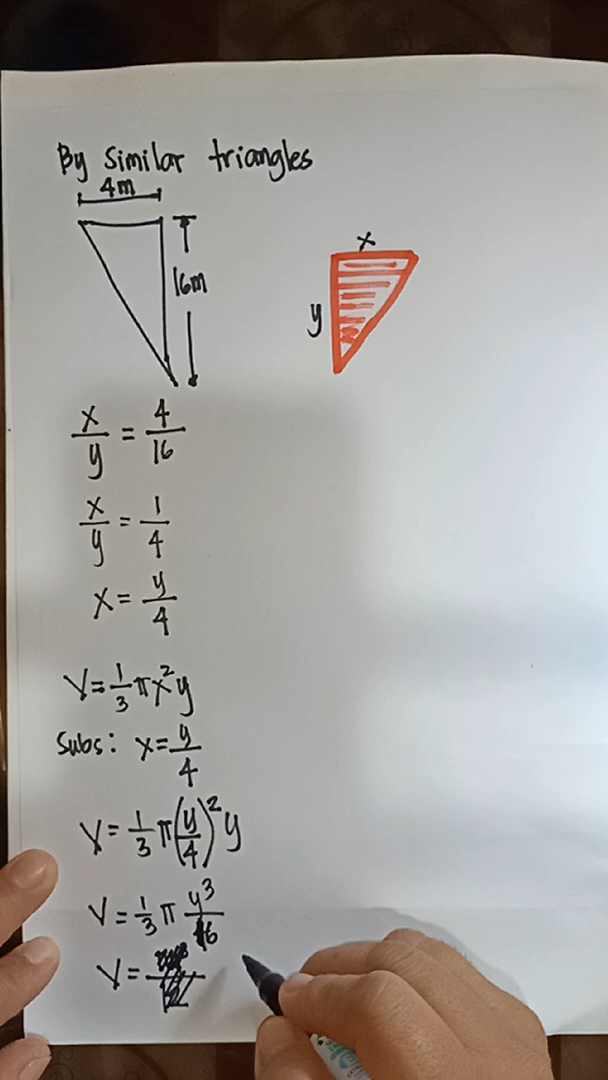 By Similar triangles
4m
16m
x
y
x/y = 4/16
x/y = 1/4
x = y/4
V = 1/3 πx²y
Subs: x = y/4
V = 1/3 π(y/4)² y
V = 1/3 π y³/16
V =